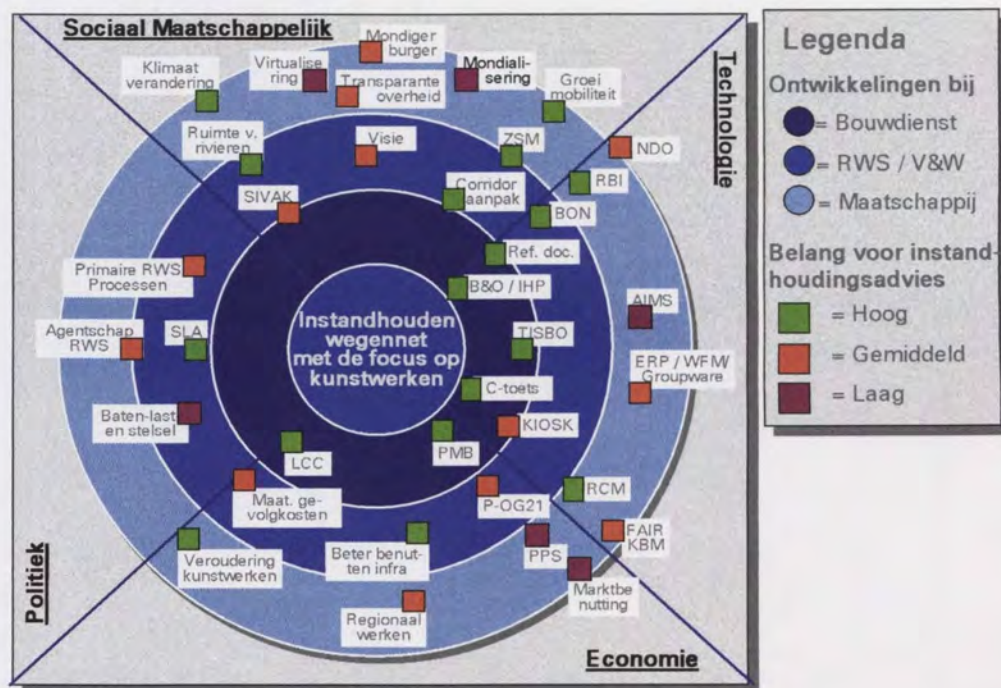 Sociaal Maatschappelijk
Mondiger
burger
Klimaat
verandering
Virtualise
ring
Transparante
overheid
Mondiali-
sering
Groei
mobiliteit
Technologie
Ruimte v.
rivieren
Visie
ZSM
NDO
RBI
SIVAK
Corridor
aanpak
BON
Ref. doc.
Primaire RWS
Processen
B&O / IHP
AIMS
Instandhouden
wegennet
met de focus op
kunstwerken
Agentschap
RWS
SLA
TISBO
ERP / WFM/
Groupware
C-toets
Baten-last
en stelsel
KIOSK
LCC
PMB
Maat. ge-
volgkosten
P-OG21
RCM
Politiek
Veroudering
kunstwerken
Beter benut-
ten infra
PPS
FAIR
KBM
Regionaal
werken
Marktbe
nutting
Economie
Legenda
Ontwikkelingen bij
= Bouwdienst
= RWS / V&W
= Maatschappij
Belang voor instand-
houdingsadvies
= Hoog
= Gemiddeld
= Laag